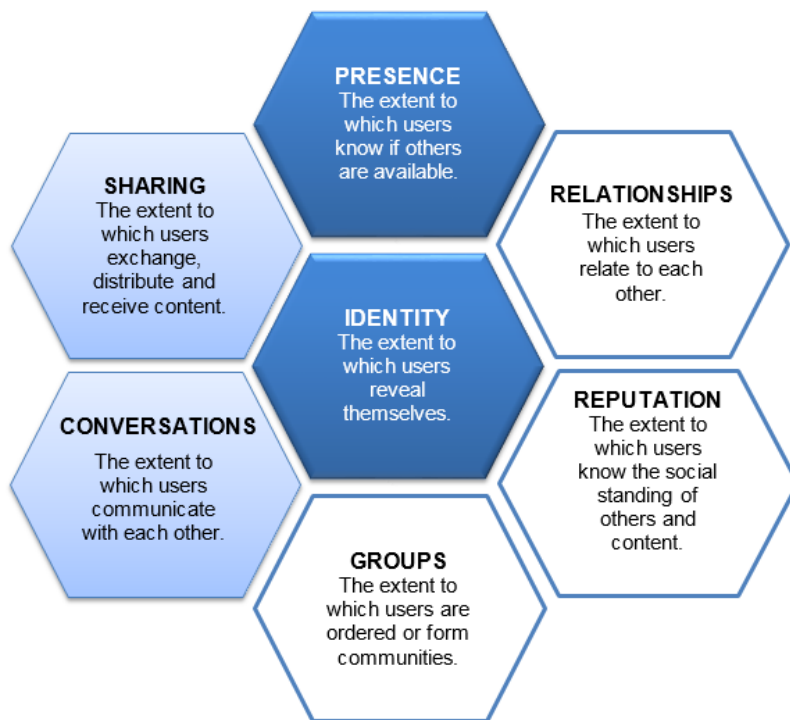 PRESENCE
The extent to
which users
know if others
are available.
SHARING
The extent to
which users
exchange,
distribute and
receive content.
RELATIONSHIPS
The extent to
which users
relate to each
other.
IDENTITY
The extent to
which users
reveal
themselves.
CONVERSATIONS
The extent to
which users
communicate
with each other.
REPUTATION
The extent to
which users
know the social
standing of
others and
content.
GROUPS
The extent to
which users are
ordered or form
communities.